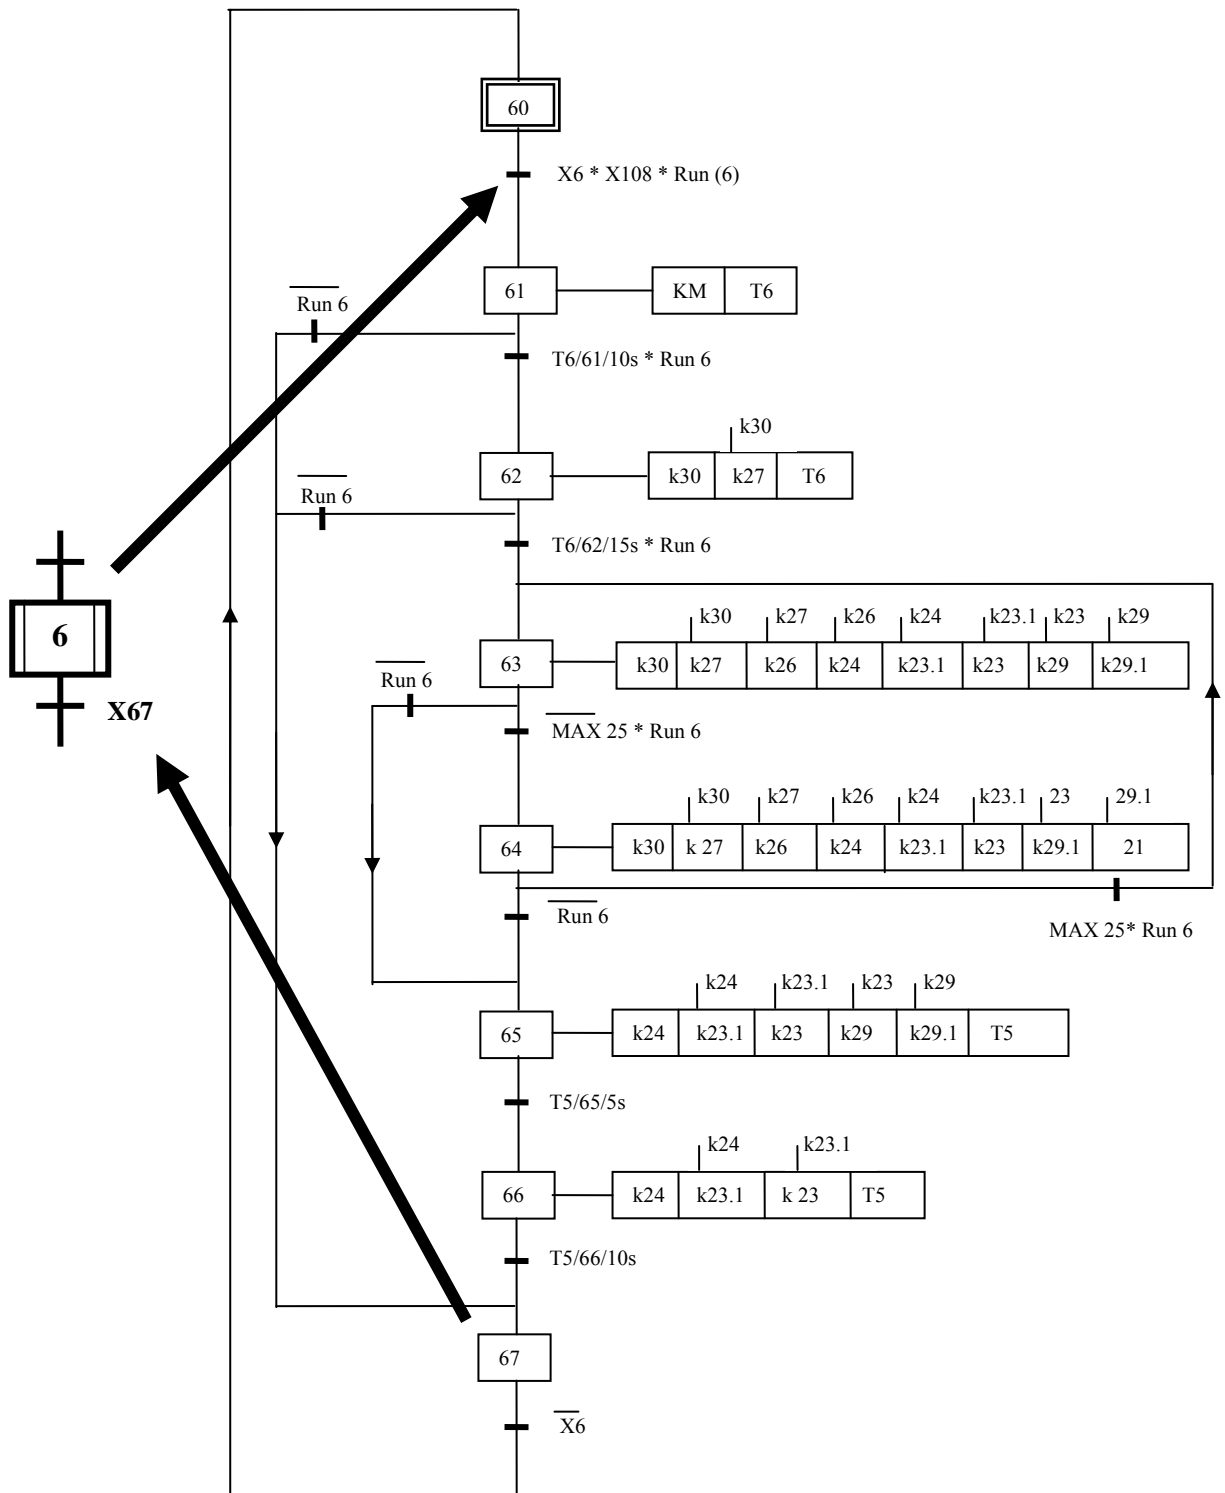 60
X6 * X108 * Run (6)
61 KM T6
Run 6
T6/61/10s * Run 6
k30
62 k30 k27 T6
Run 6
T6/62/15s * Run 6
k30 k27 k26 k24 k23.1 k23 k29
6
63 k30 k27 k26 k24 k23.1 k23 k29 k29.1
Run 6
X67
MAX 25 * Run 6
k30 k27 k26 k24 k23.1 23 29.1
64 k30 k 27 k26 k24 k23.1 k23 k29.1 21
Run 6
MAX 25* Run 6
k24 k23.1 k23 k29
65 k24 k23.1 k23 k29 k29.1 T5
T5/65/5s
k24 k23.1
66 k24 k23.1 k 23 T5
T5/66/10s
67
X6